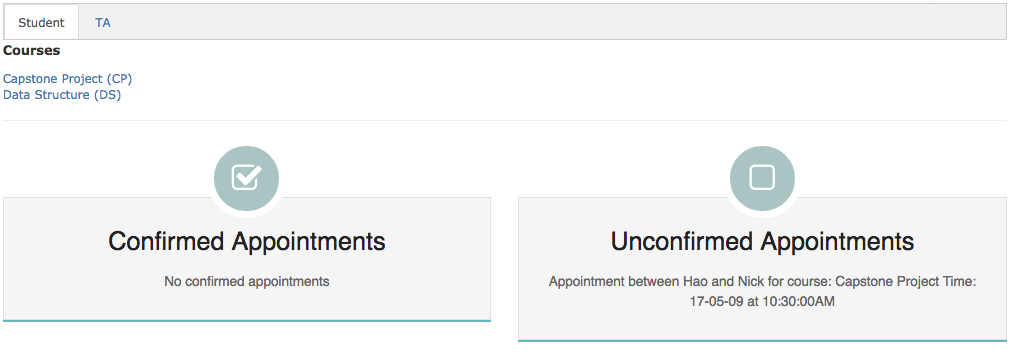 Student TA
Courses
Capstone Project (CP)
Data Structure (DS)
Confirmed Appointments
No confirmed appointments
Unconfirmed Appointments
Appointment between Hao and Nick for course: Capstone Project Time:
17-05-09 at 10:30:00AM